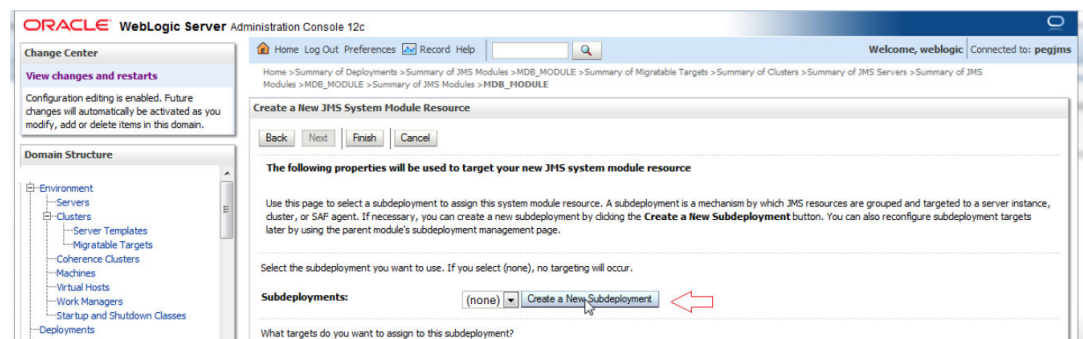 ORACLE WebLogic Server Administration Console 12c
Change Center
View changes and restarts
Configuration editing is enabled. Future
changes will automatically be activated as you
modify, add or delete items in this domain.
Domain Structure
Environment
Servers
Clusters
Server Templates
Migratable Targets
Coherence Clusters
Machines
Virtual Hosts
Work Managers
Startup and Shutdown Classes
Deployments
Home Log Out Preferences Record Help
Welcome, weblogic Connected to: pegjms
Home >Summary of Deployments >Summary of JMS Modules >MDB_MODULE >Summary of Migratable Targets >Summary of Clusters >Summary of JMS Servers >Summary of JMS
Modules >MDB_MODULE >Summary of JMS Modules >MDB_MODULE
Create a New JMS System Module Resource
Back Next Finish Cancel
The following properties will be used to target your new JMS system module resource
Use this page to select a subdeployment to assign this system module resource. A subdeployment is a mechanism by which JMS resources are grouped and targeted to a server instance,
cluster, or SAF agent. If necessary, you can create a new subdeployment by clicking the Create a New Subdeployment button. You can also reconfigure subdeployment targets
later by using the parent module's subdeployment management page.
Select the subdeployment you want to use. If you select (none), no targeting will occur.
Subdeployments: (none) Create a New Subdeployment
What targets do you want to assign to this subdeployment?